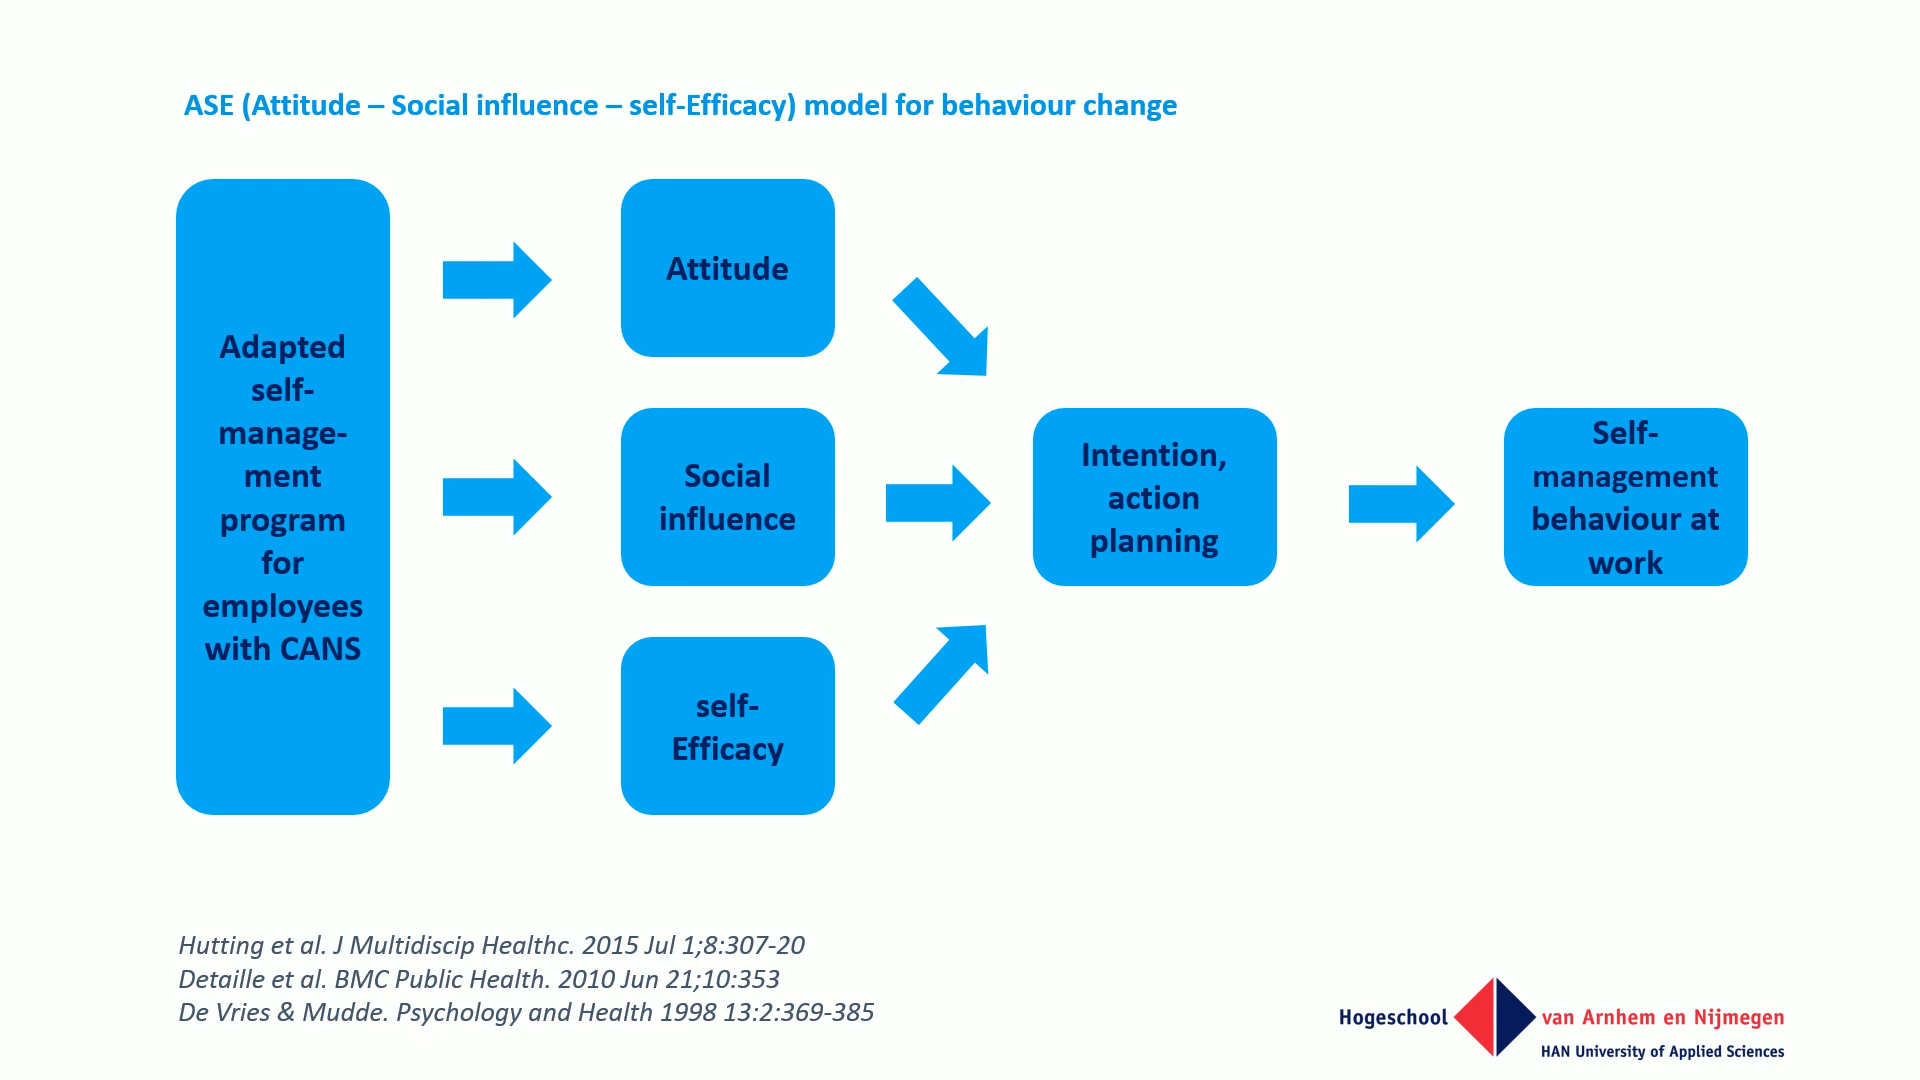 ASE (Attitude – Social influence – self-Efficacy) model for behaviour change
Adapted
self-
manage-
ment
program
for
employees
with CANS
Attitude
Social
influence
self-
Efficacy
Intention,
action
planning
Self-
management
behaviour at
work
Hutting et al. J Multidiscip Healthc. 2015 Jul 1;8:307-20
Detaille et al. BMC Public Health. 2010 Jun 21;10:353
De Vries & Mudde. Psychology and Health 1998 13:2:369-385
Hogeschool van Arnhem en Nijmegen
HAN University of Applied Sciences